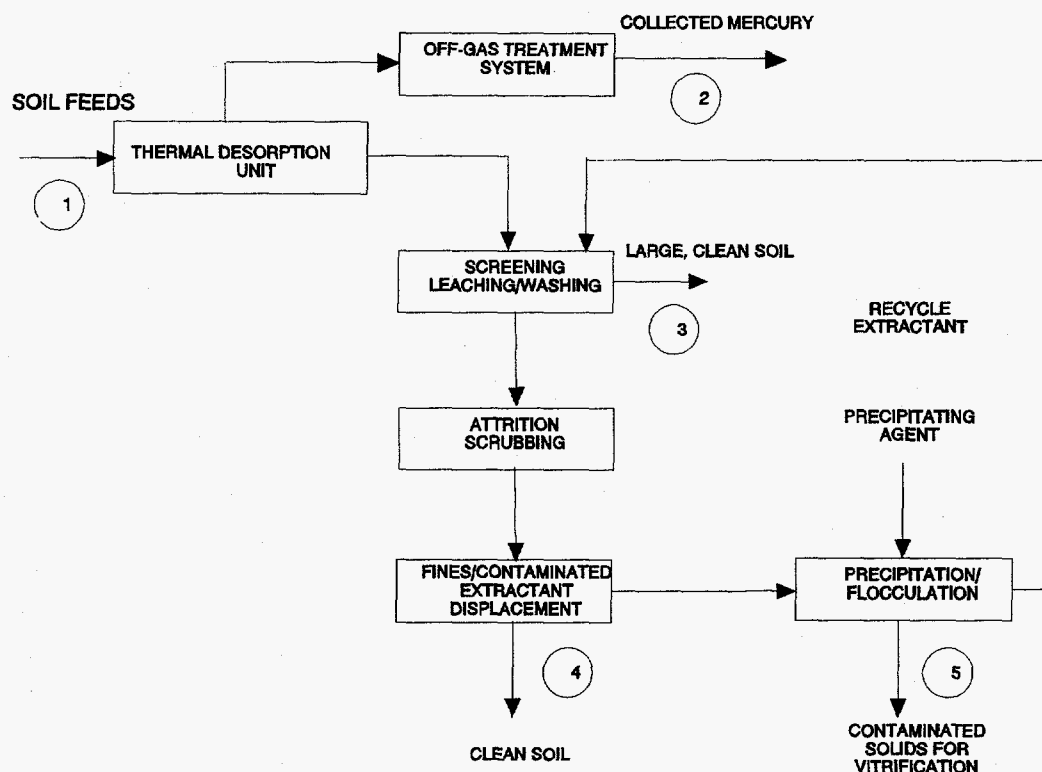 COLLECTED MERCURY
OFF-GAS TREATMENT
SYSTEM
2
SOIL FEEDS
THERMAL DESORPTION
UNIT
1
SCREENING
LEACHING/WASHING
LARGE, CLEAN SOIL
3
RECYCLE
EXTRACTANT
ATTRITION
SCRUBBING
PRECIPITATING
AGENT
FINES/CONTAMINATED
EXTRACTANT
DISPLACEMENT
PRECIPITATION/
FLOCCULATION
4
5
CLEAN SOIL
CONTAMINATED
SOLIDS FOR
VITRIFICATION